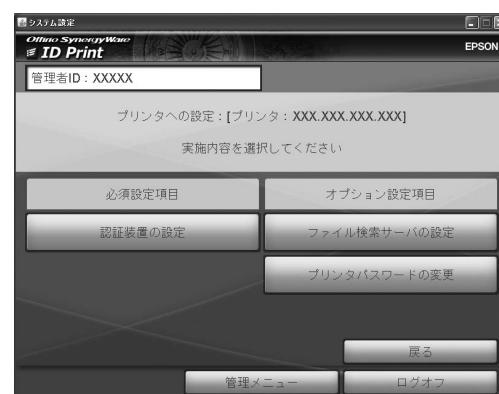 システム設定
Offirio SynergyWare
ID Print
EPSON
管理者ID：XXXXX
プリンタへの設定：[プリンタ：XXX.XXX.XXX.XXX]
実施内容を選択してください
必須設定項目
オプション設定項目
認証装置の設定
ファイル検索サーバの設定
プリンタパスワードの変更
戻る
管理メニュー
ログオフ